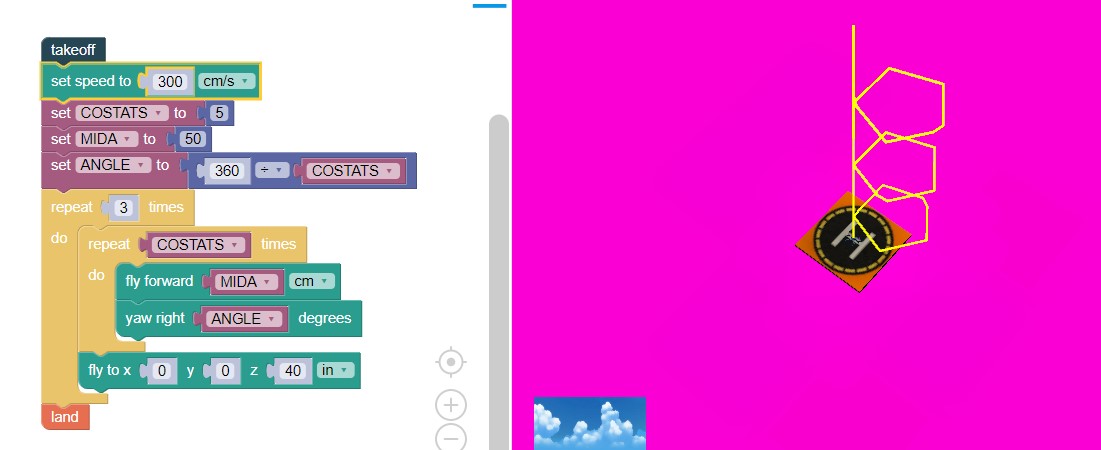 takeoff
set speed to 300 cm/s
set COSTATS to 5
set MIDA to 50
set ANGLE to 360 ÷ COSTATS
repeat 3 times
do repeat COSTATS times
do fly forward MIDA cm
yaw right ANGLE degrees
fly to x 0 y 0 z 40 in
land
H